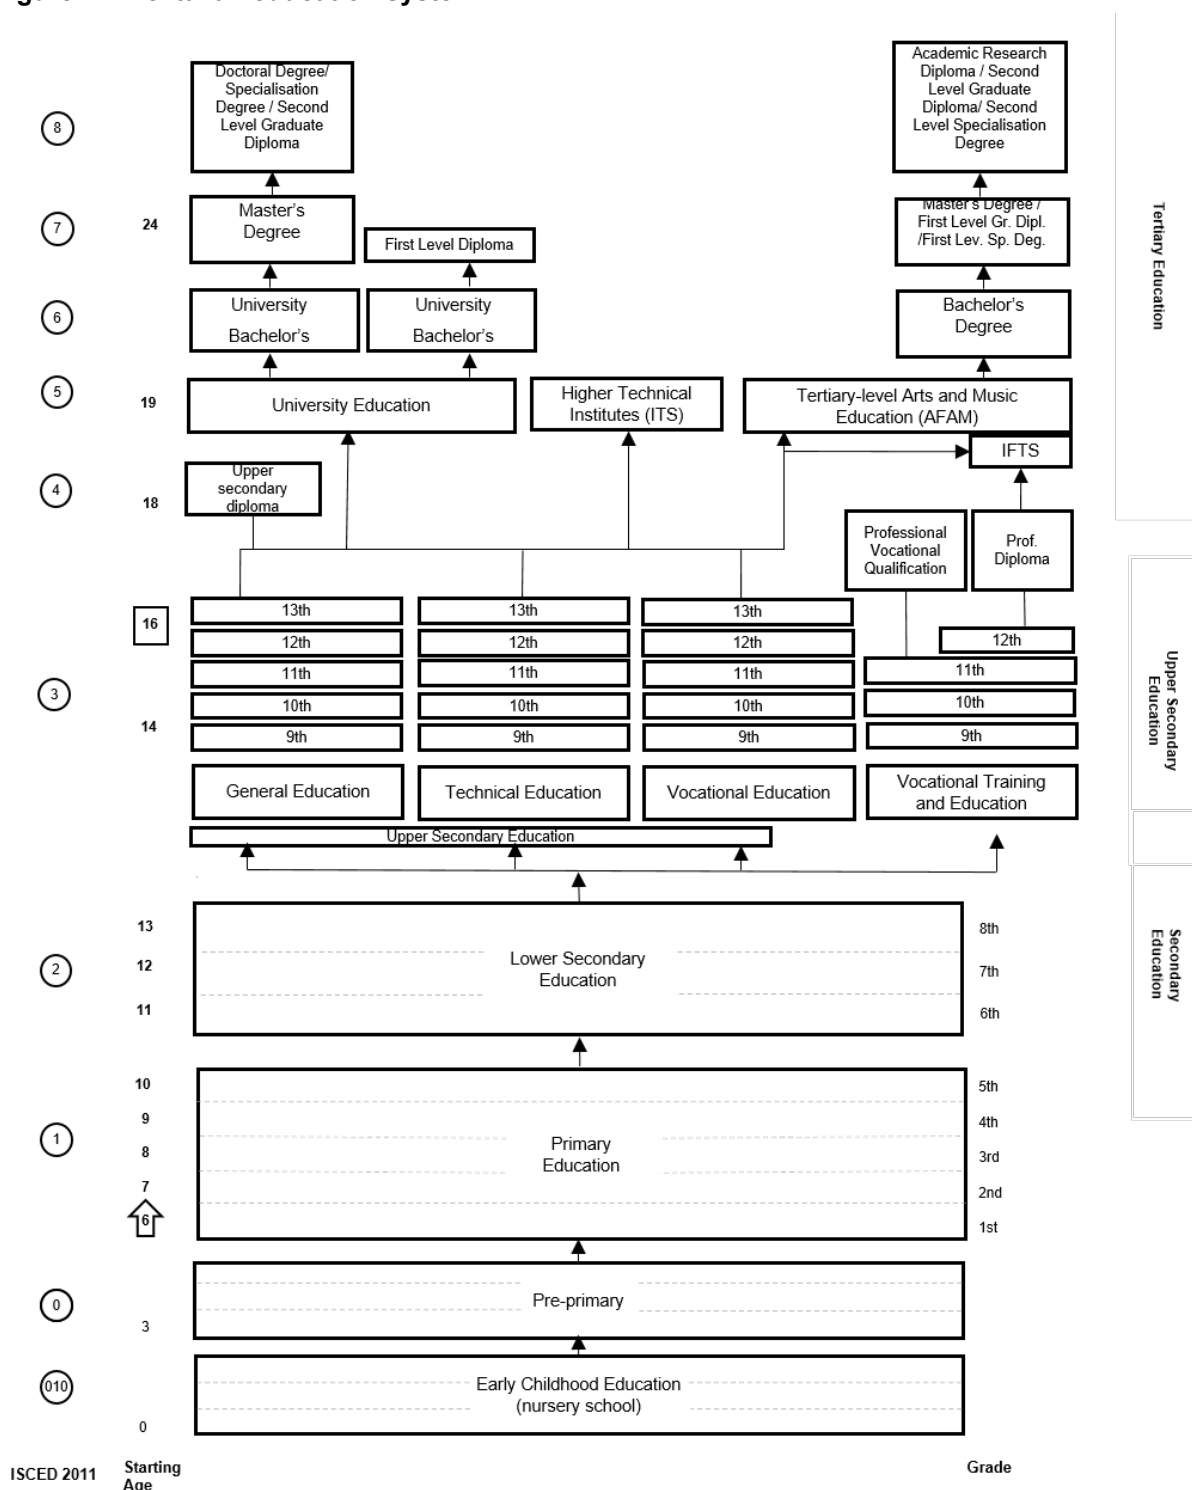 Doctoral Degree/
Specialisation
Degree / Second
Level Graduate
Diploma
Academic Research
Diploma / Second
Level Graduate
Diploma/ Second
Level Specialisation
Degree
8
7
24
Master's
Degree
First Level Diploma
Master's Degree /
First Level Gr. Dipl.
/First Lev. Sp. Deg.
Tertiary Education
6
University
Bachelor's
University
Bachelor's
Bachelor's
Degree
5
19
University Education
Higher Technical
Institutes (ITS)
Tertiary-level Arts and Music
Education (AFAM)
IFTS
4
18
Upper
secondary
diploma
Professional
Vocational
Qualification
Prof.
Diploma
16
13th
13th
13th
12th
12th
12th
12th
3
11th
11th
11th
11th
10th
10th
10th
10th
14
9th
9th
9th
9th
Upper Secondary
Education
General Education
Technical Education
Vocational Education
Vocational Training
and Education
Upper Secondary Education
2
13
12
11
Lower Secondary
Education
8th
7th
6th
Secondary
Education
1
10
9
8
7
6
Primary
Education
5th
4th
3rd
2nd
1st
0
3
Pre-primary
010
0
Early Childhood Education
(nursery school)
ISCED 2011
Starting
Age
Grade